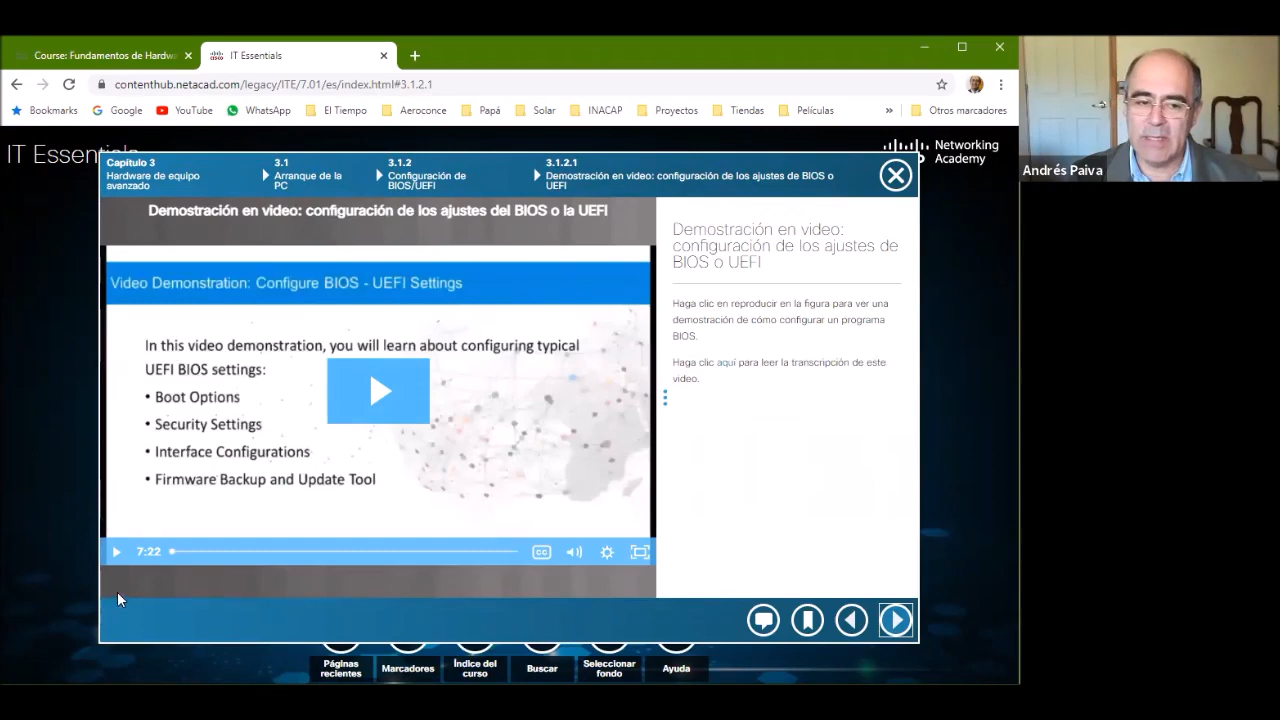 Course: Fundamentos de Hardwa
IT Essentials
contenthub.netacad.com/legacy/ITE/7.01/es/index.html#3.1.2.1
Bookmarks
Google
YouTube
WhatsApp
El Tiempo
Aeroconce
Papá
Solar
INACAP
Proyectos
Tiendas
Películas
»
Otros marcadores
IT Essentials
cisco
Networking
Academy
Andrés Paiva
Capítulo 3
Hardware de equipo
avanzado
3.1
Arranque de la
PC
3.1.2
Configuración de
BIOS/UEFI
3.1.2.1
Demostración en video: configuración de los ajustes de BIOS o
UEFI
Demostración en video: configuración de los ajustes del BIOS o la UEFI
Video Demonstration: Configure BIOS - UEFI Settings
In this video demonstration, you will learn about configuring typical
UEFI BIOS settings:
• Boot Options
• Security Settings
• Interface Configurations
• Firmware Backup and Update Tool
7:22
CC
Demostración en video:
configuración de los ajustes de
BIOS o UEFI
Haga clic en reproducir en la figura para ver una
demostración de cómo configurar un programa
BIOS.
Haga clic aquí para leer la transcripción de este
video.
Páginas
recientes
Marcadores
Índice del
curso
Buscar
Seleccionar
fondo
Ayuda